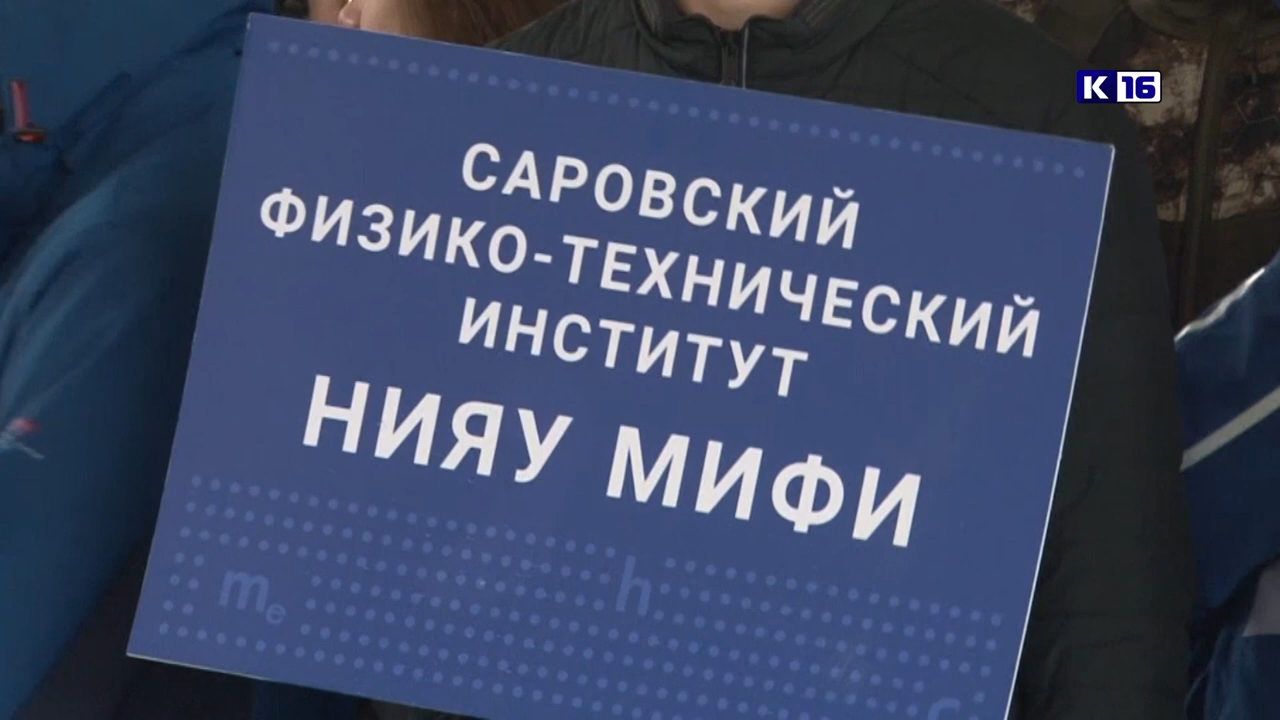 К 16
САРОВСКИЙ
ФИЗИКО-ТЕХНИЧЕСКИЙ
ИНСТИТУТ
НИЯУ МИФИ
mₑ
h